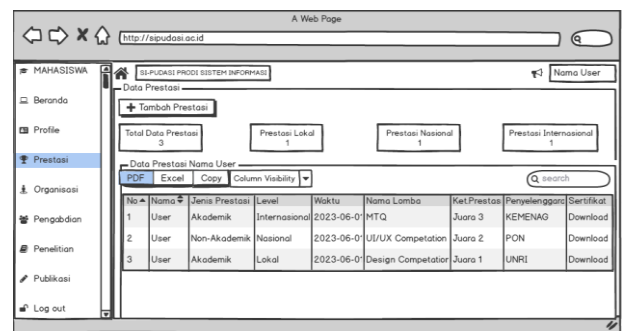 A Web Page
http://sipudasi.ac.id
MAHASISWA
Beranda
Profile
Prestasi
Organisasi
Pengabdian
Penelitian
Publikasi
Log out
SI-PUDASI PRODI SISTEM INFORMASI
Nama User
Data Prestasi
Tambah Prestasi
Total Data Prestasi
3
Prestasi Lokal
1
Prestasi Nasional
1
Prestasi Internasional
1
Data Prestasi Nama User
PDF Excel Copy Column Visibility search
No Nama Jenis Prestasi Level Waktu Nama Lomba Ket.Prestas Penyelenggara Sertifikat
1 User Akademik Internasional 2023-06-0 MTQ Juara 3 KEMENAG Download
2 User Non-Akademik Nasional 2023-06-0 UI/UX Competation Juara 2 PON Download
3 User Akademik Lokal 2023-06-0 Design Competation Juara 1 UNRI Download